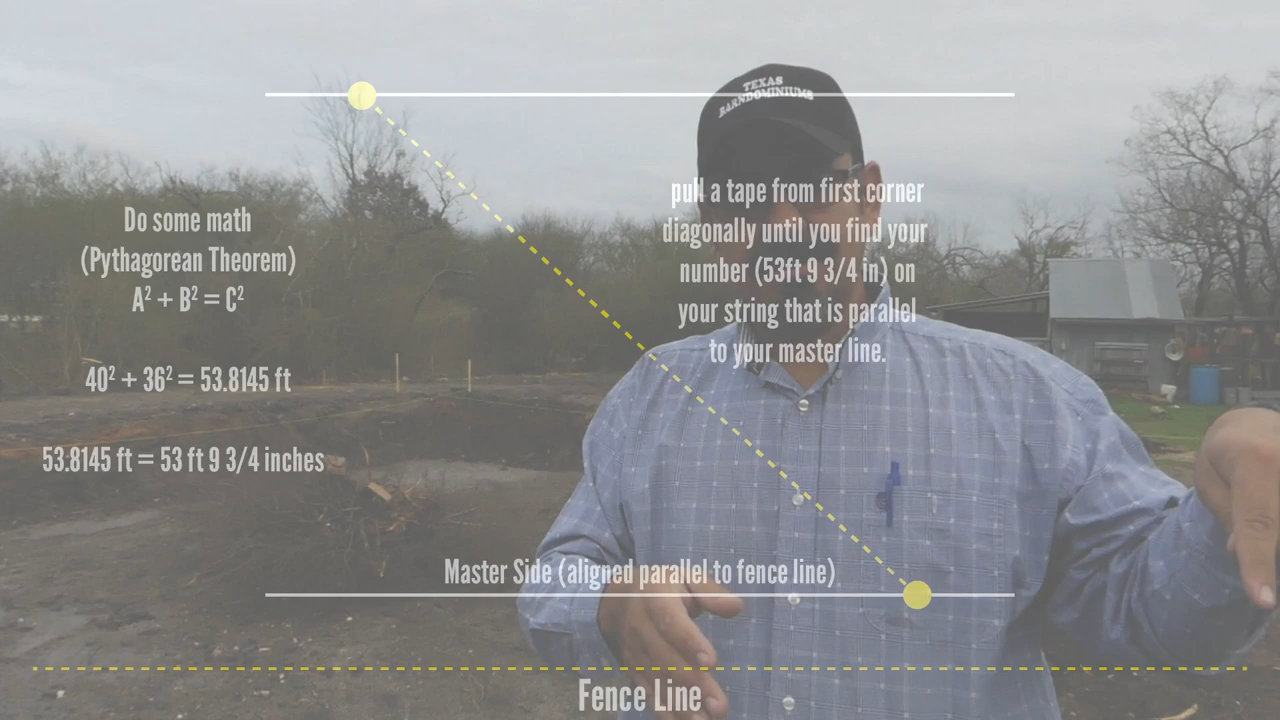 TEXAS
BARNDOMINIUMS
Do some math
(Pythagorean Theorem)
A² + B² = C²
40² + 36² = 53.8145 ft
53.8145 ft = 53 ft 9 3/4 inches
pull a tape from first corner
diagonally until you find your
number (53ft 9 3/4 in) on
your string that is parallel
to your master line.
Master Side (aligned parallel to fence line)
Fence Line